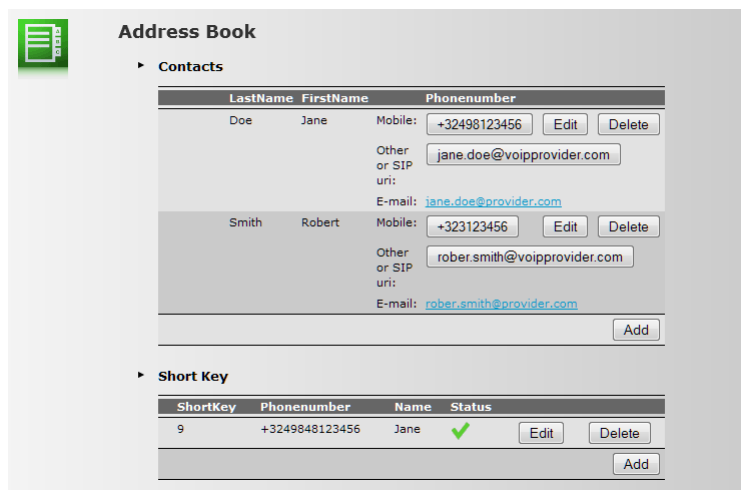 Address Book
Contacts
LastName FirstName Phonenumber
Doe Jane Mobile: +32498123456 Edit Delete
Other or SIP uri: jane.doe@voipprovider.com
E-mail: jane.doe@provider.com
Smith Robert Mobile: +323123456 Edit Delete
Other or SIP uri: rober.smith@voipprovider.com
E-mail: rober.smith@provider.com
Add
Short Key
ShortKey Phonenumber Name Status
9 +3249848123456 Jane Edit Delete
Add